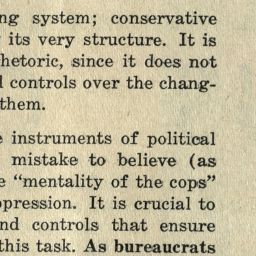 ng system; conservative
its very structure. It is
hetoric, since it does not
l controls over the chang-
them.
e instruments of political
mistake to believe (as
e “mentality of the cops”
pression. It is crucial to
nd controls that ensure
this task. As bureaucrats